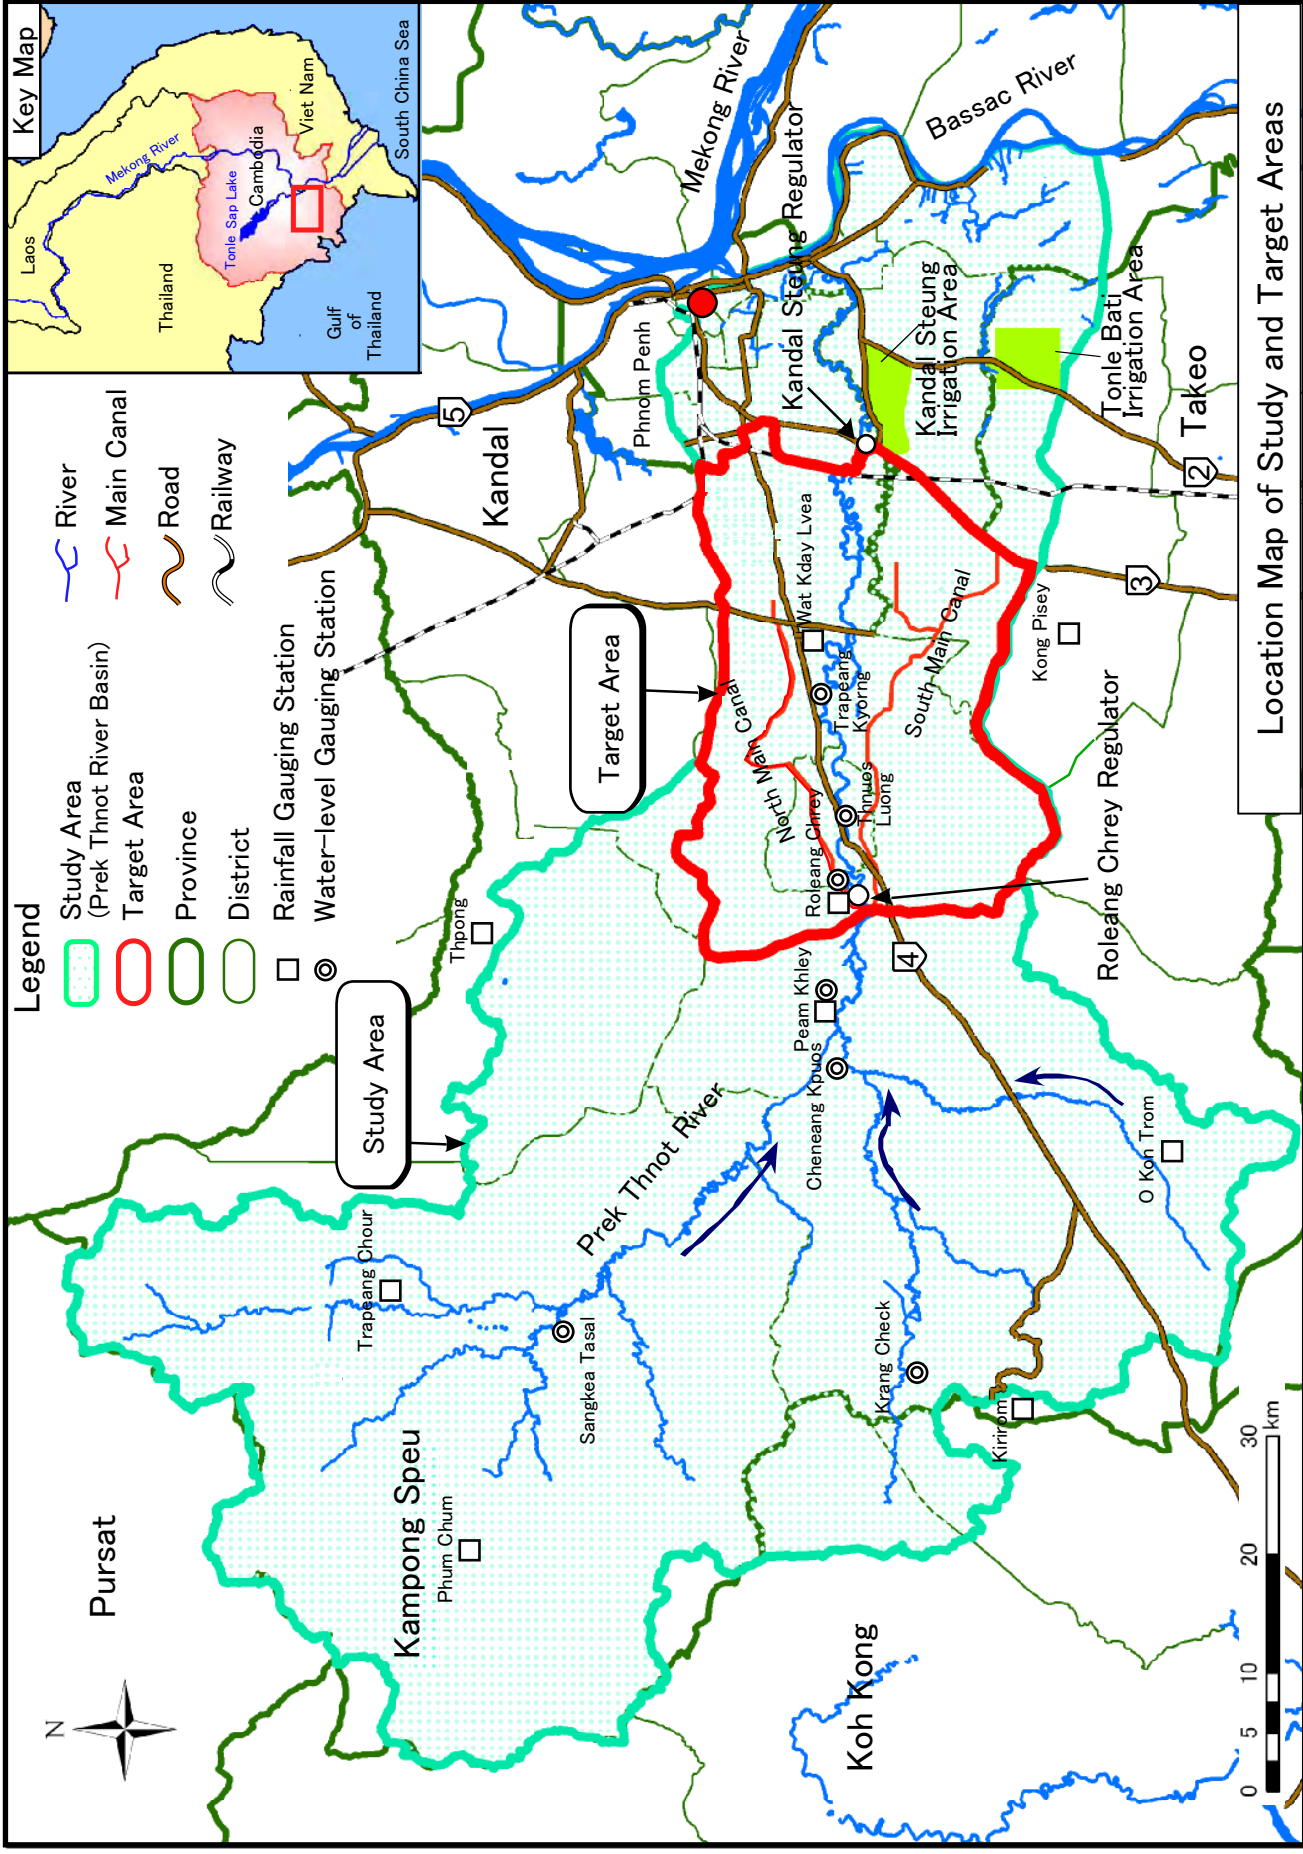 Key Map
Laos
Thailand
Mekong River
Tonle Sap Lake
Cambodia
Viet Nam
Gulf
of
Thailand
South China Sea
Legend
Study Area
(Prek Thnot River Basin)
Target Area
Province
District
Rainfall Gauging Station
Water-level Gauging Station
River
Main Canal
Road
Railway
N
Pursat
Kampong Speu
Phum Chum
Koh Kong
Study Area
Target Area
Trapeang Chour
Sangkea Tasal
Thpong
Prek Thnot River
Krang Check
Kirirom
O Koh Trom
Cheneang Kpuos
Peam Khley
Roleang Chrey
Thnuos
Luong
North Main Canal
Trapeang
Kyorng
Wat Kday Lvea
South Main Canal
Kong Pisey
Roleang Chrey Regulator
Kandal
Phnom Penh
Mekong River
Kandal Steung Regulator
Bassac River
Kandal Steung
Irrigation Area
Tonle Bati
Irrigation Area
Takeo
5
4
3
2
0
5
10
20
30
km
Location Map of Study and Target Areas